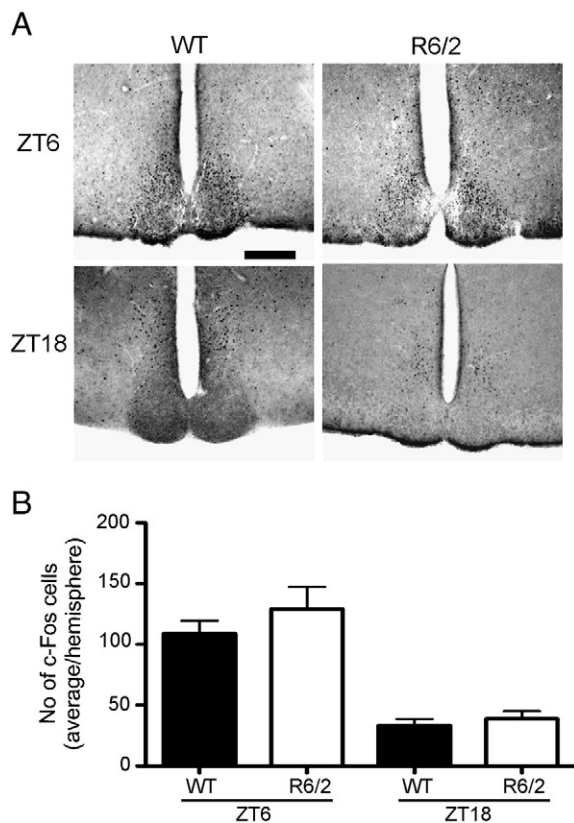 A
WT
R6/2
ZT6
ZT18
B
No of c-Fos cells
(average/hemisphere)
200
150
100
50
0
WT
R6/2
WT
R6/2
ZT6
ZT18